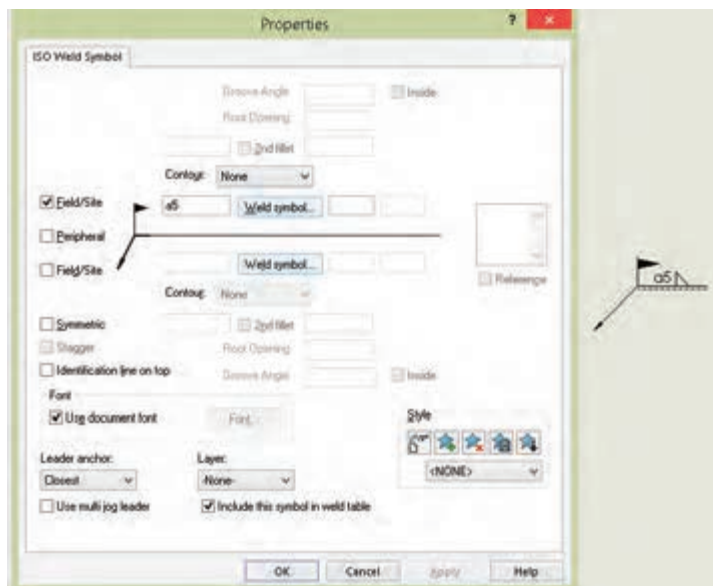 Properties ?
ISO Weld Symbol
Groove Angle Inside
Root Opening
2nd fillet
Contour: None
Field/Site a5 Weld symbol...
Peripheral
Field/Site Weld symbol...
Reference
Contour: None
Symmetric 2nd fillet
Stagger Root Opening
Identification line on top Groove Angle Inside
Font
Use document font Font...
Style
Leader anchor: Layer:
Closest -None- <NONE>
Use multi jog leader Include this symbol in weld table
OK Cancel Apply Help
a5